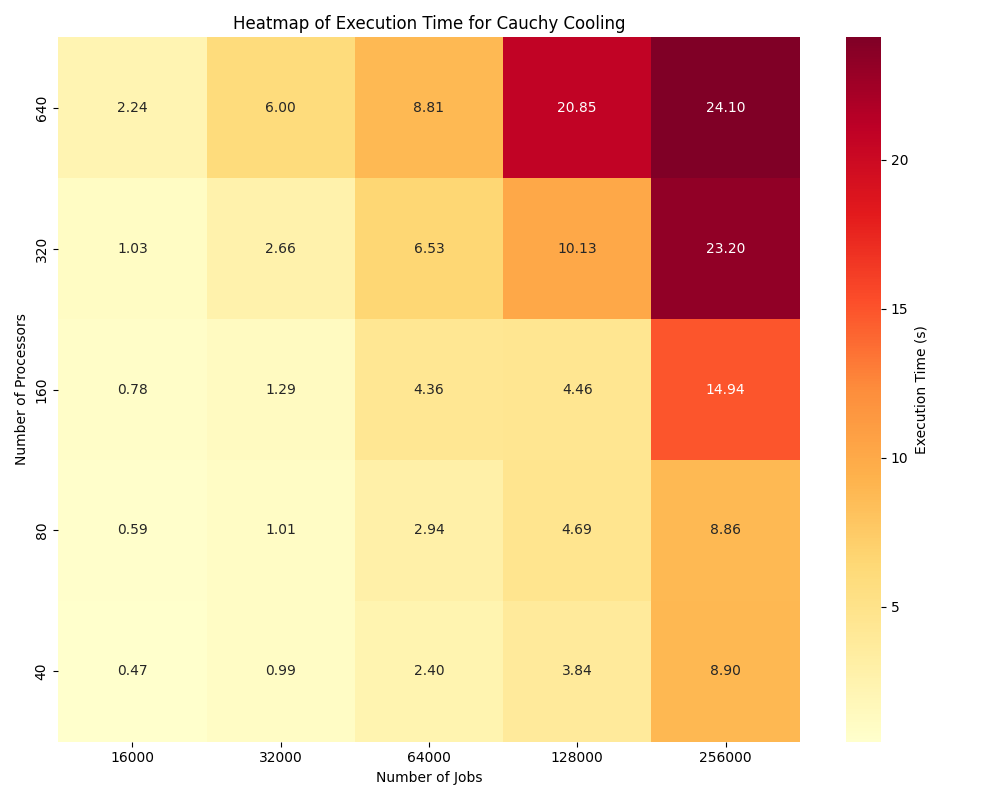 Heatmap of Execution Time for Cauchy Cooling
640 2.24 6.00 8.81 20.85 24.10
320 1.03 2.66 6.53 10.13 23.20
160 0.78 1.29 4.36 4.46 14.94
80 0.59 1.01 2.94 4.69 8.86
40 0.47 0.99 2.40 3.84 8.90
16000 32000 64000 128000 256000
Number of Jobs
Number of Processors
20
15
10
5
Execution Time (s)